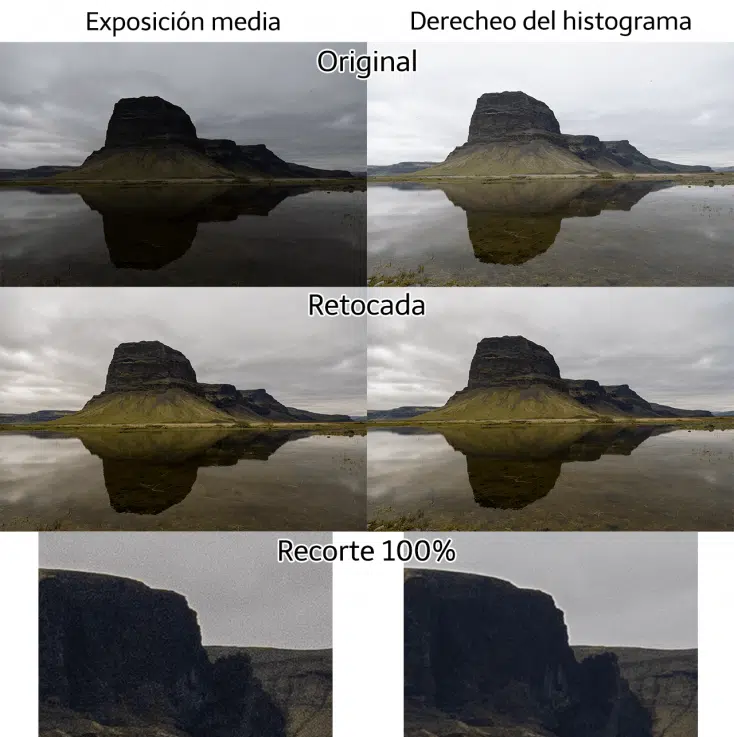 Exposición media
Derecheo del histograma
Original
Retocada
Recorte 100%